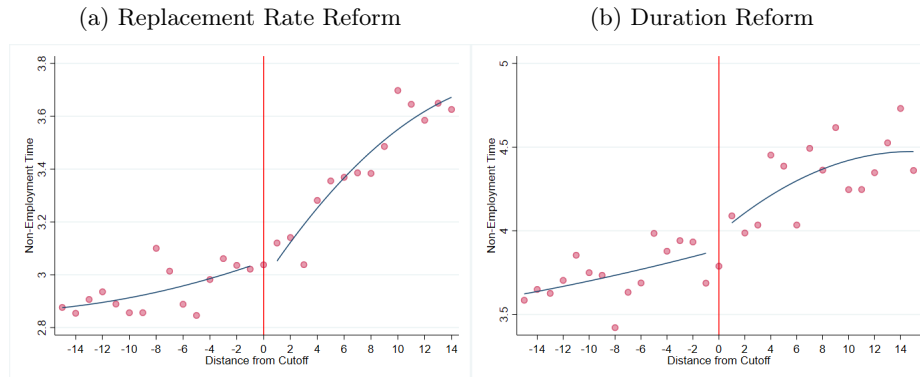 (a) Replacement Rate Reform
(b) Duration Reform
3.8
3.6
3.4
3.2
3
2.8
Non-Employment Time
-14 -12 -10 -8 -6 -4 -2 0 2 4 6 8 10 12 14
Distance from Cutoff
5
4.5
4
3.5
Non-Employment Time
-14 -12 -10 -8 -6 -4 -2 0 2 4 6 8 10 12 14
Distance from Cutoff